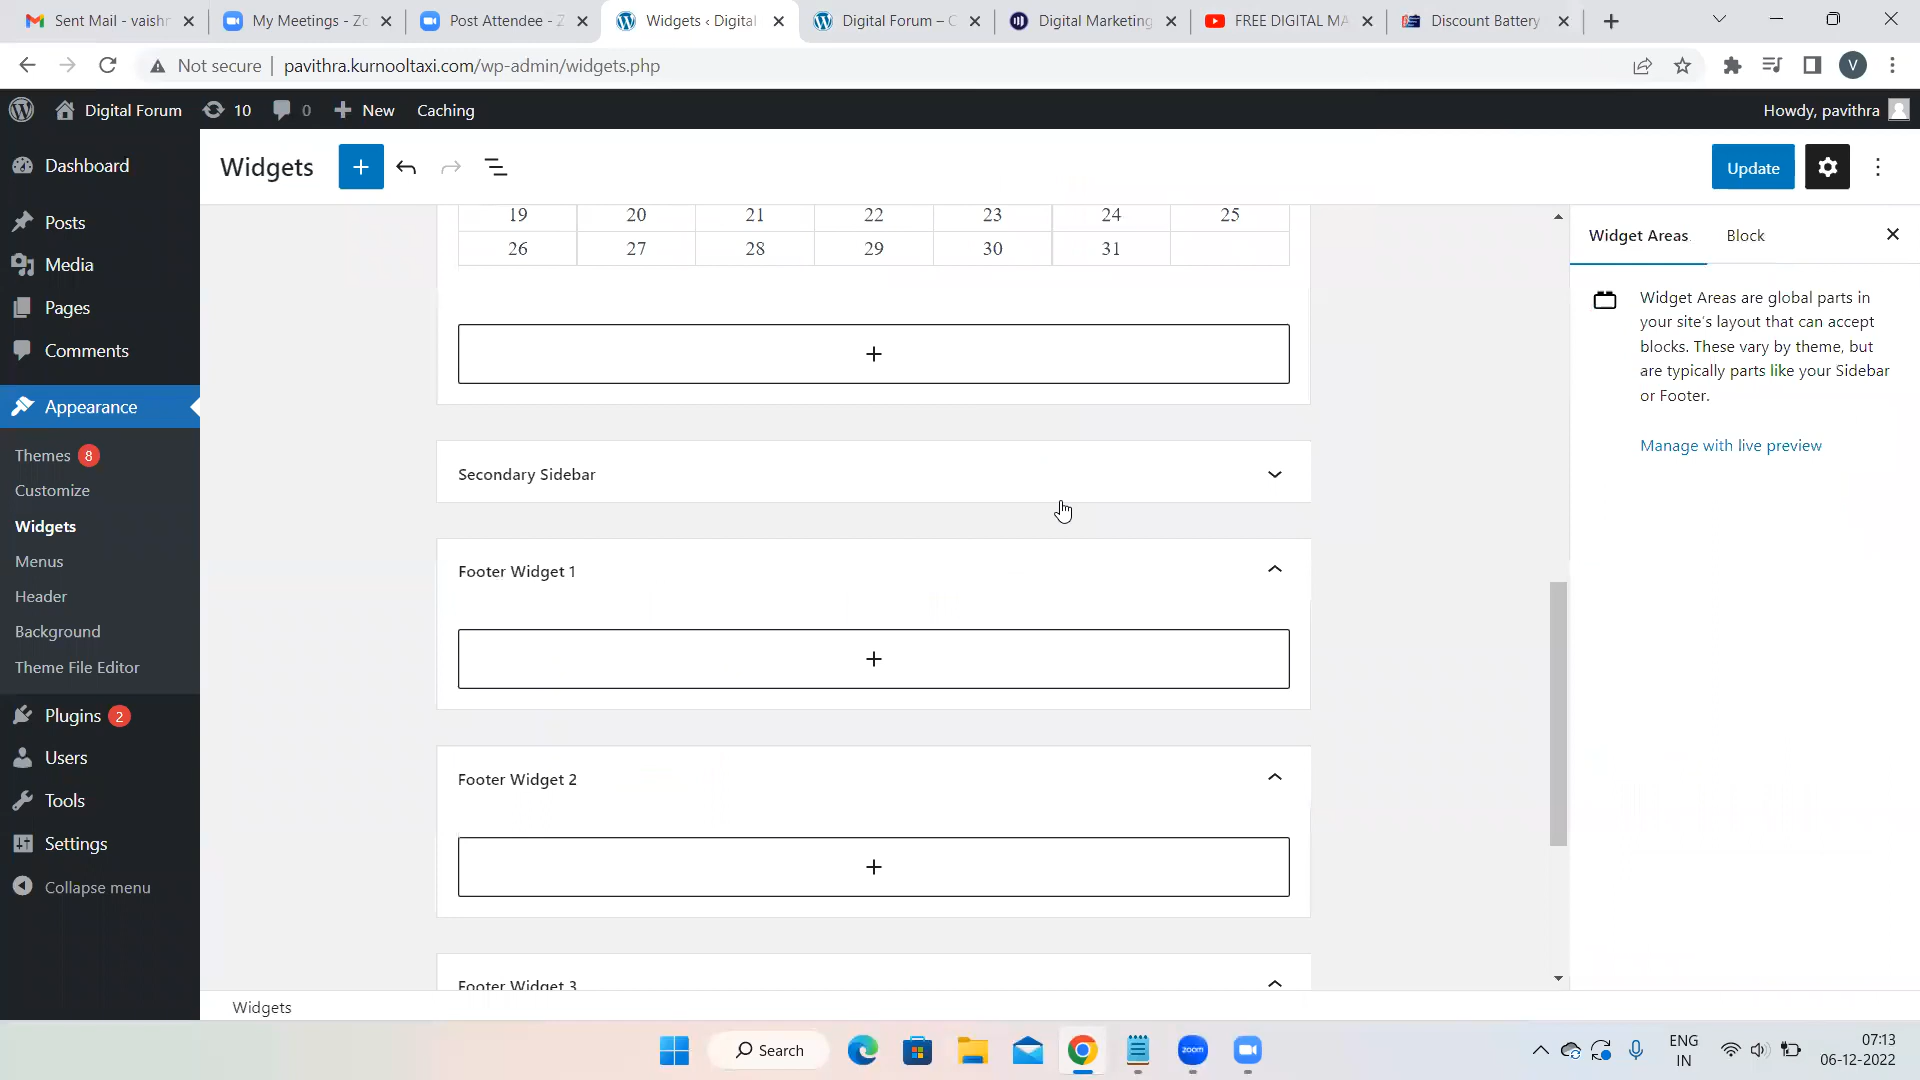 Sent Mail - vaishn
My Meetings - Zo
Post Attendee - Z
Widgets ‹ Digital
Digital Forum – C
Digital Marketing
FREE DIGITAL MA
Discount Battery
Not secure
pavithra.kurnooltaxi.com/wp-admin/widgets.php
V
Digital Forum
10
0
New
Caching
Howdy, pavithra
Dashboard
Posts
Media
Pages
Comments
Appearance
Themes 8
Customize
Widgets
Menus
Header
Background
Theme File Editor
Plugins 2
Users
Tools
Settings
Collapse menu
Widgets
Update
19 20 21 22 23 24 25
26 27 28 29 30 31
Secondary Sidebar
Footer Widget 1
Footer Widget 2
Footer Widget 3
Widget Areas
Block
Widget Areas are global parts in
your site's layout that can accept
blocks. These vary by theme, but
are typically parts like your Sidebar
or Footer.
Manage with live preview
Widgets
Search
zoom
ENG
IN
07:13
06-12-2022